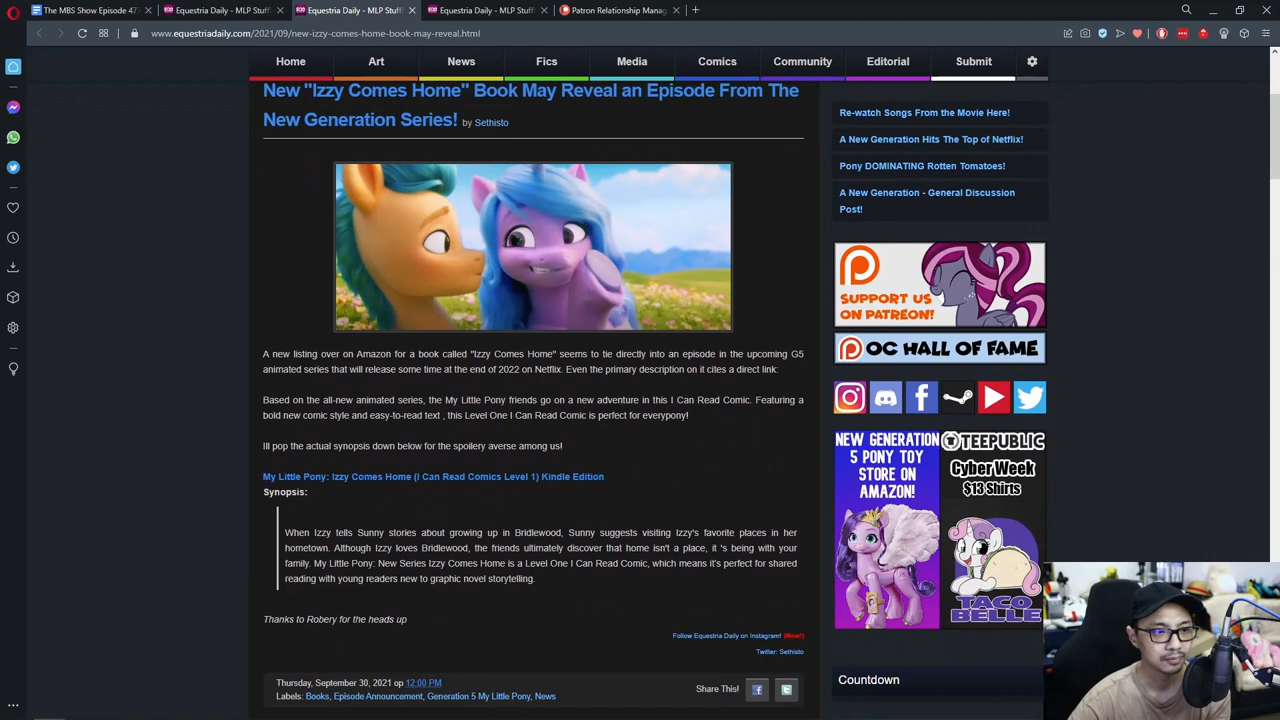 The MBS Show Episode 47
Equestria Daily - MLP Stuff!
Equestria Daily - MLP Stuff!
Equestria Daily - MLP Stuff!
Patron Relationship Manag
www.equestriadaily.com/2021/09/new-izzy-comes-home-book-may-reveal.html
Home Art News Fics Media Comics Community Editorial Submit
New "Izzy Comes Home" Book May Reveal an Episode From The
New Generation Series! by Sethisto
A new listing over on Amazon for a book called "Izzy Comes Home" seems to tie directly into an episode in the upcoming G5
animated series that will release some time at the end of 2022 on Netflix. Even the primary description on it cites a direct link:
Based on the all-new animated series, the My Little Pony friends go on a new adventure in this I Can Read Comic. Featuring a
bold new comic style and easy-to-read text , this Level One I Can Read Comic is perfect for everypony!
Ill pop the actual synopsis down below for the spoilery averse among us!
My Little Pony: Izzy Comes Home (I Can Read Comics Level 1) Kindle Edition
Synopsis:
When Izzy tells Sunny stories about growing up in Bridlewood, Sunny suggests visiting Izzy's favorite places in her
hometown. Although Izzy loves Bridlewood, the friends ultimately discover that home isn't a place, it 's being with your
family. My Little Pony: New Series Izzy Comes Home is a Level One I Can Read Comic, which means it's perfect for shared
reading with young readers new to graphic novel storytelling.
Thanks to Robery for the heads up
Follow Equestria Daily on Instagram! (Now!)
Twitter: Sethisto
Thursday, September 30, 2021 op 12:00 PM
Labels: Books, Episode Announcement, Generation 5 My Little Pony, News
Share This!
Re-watch Songs From the Movie Here!
A New Generation Hits The Top of Netflix!
Pony DOMINATING Rotten Tomatoes!
A New Generation - General Discussion
Post!
SUPPORT US
ON PATREON!
OC HALL OF FAME
NEW GENERATION
5 PONY TOY
STORE ON
AMAZON!
TEEPUBLIC
Cyber Week
$13 Shirts
TACO
BELLE
Countdown